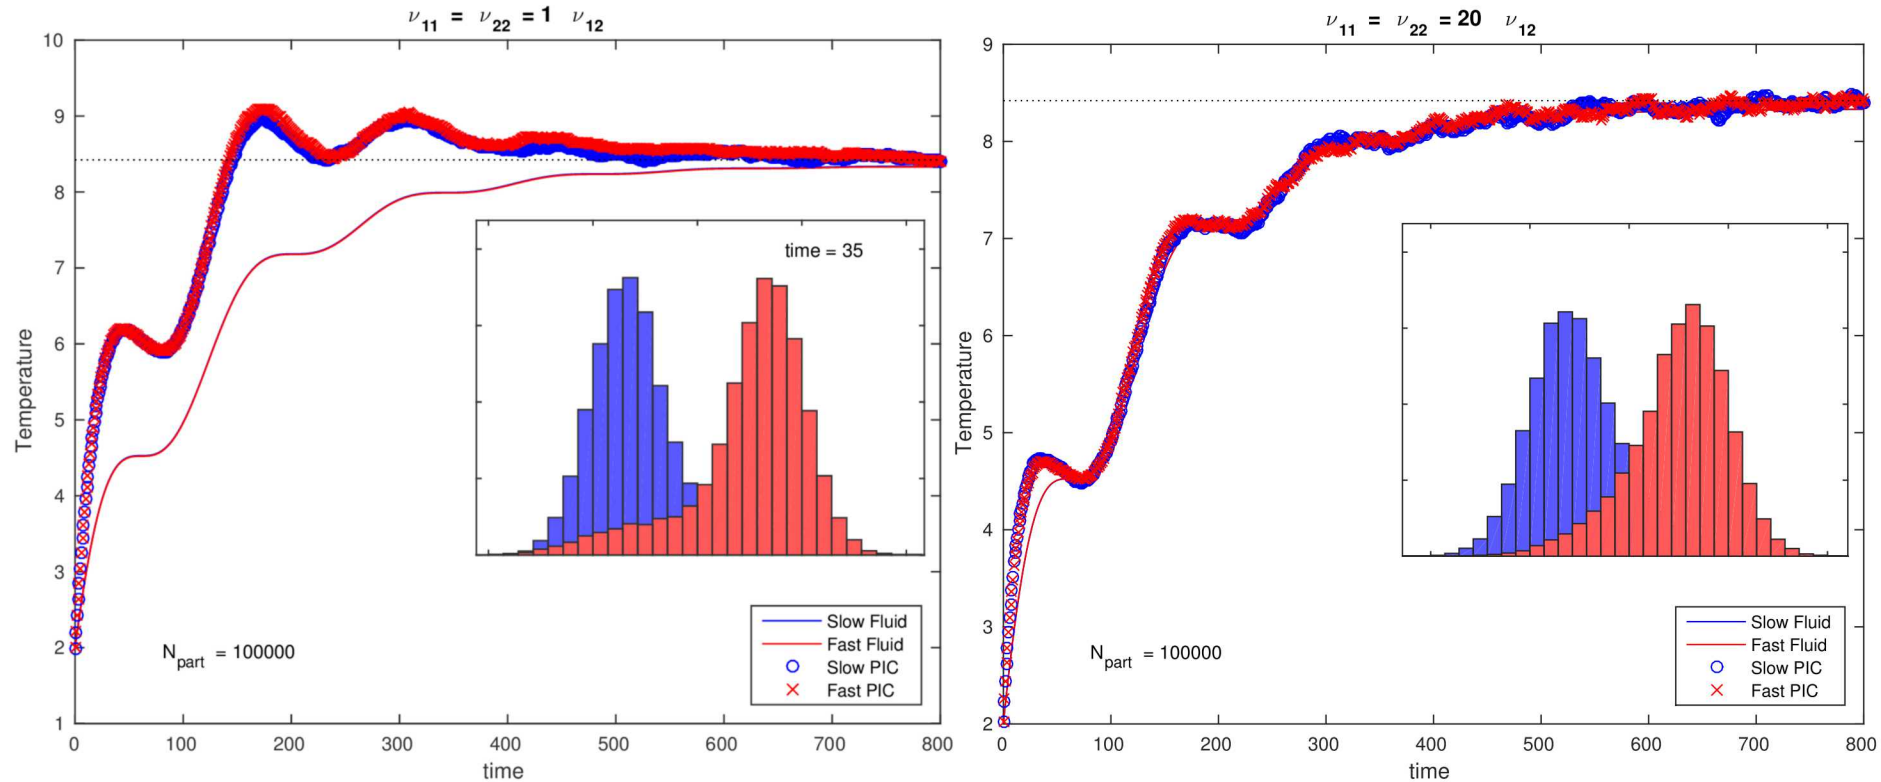 ν11 = ν22 = 1 ν12
10
9
8
7
6
5
4
3
2
1
Temperature
time = 35
Npart = 100000
Slow Fluid
Fast Fluid
Slow PIC
Fast PIC
0 100 200 300 400 500 600 700 800
time
ν11 = ν22 = 20 ν12
9
8
7
6
5
4
3
2
Temperature
Npart = 100000
Slow Fluid
Fast Fluid
Slow PIC
Fast PIC
0 100 200 300 400 500 600 700 800
time